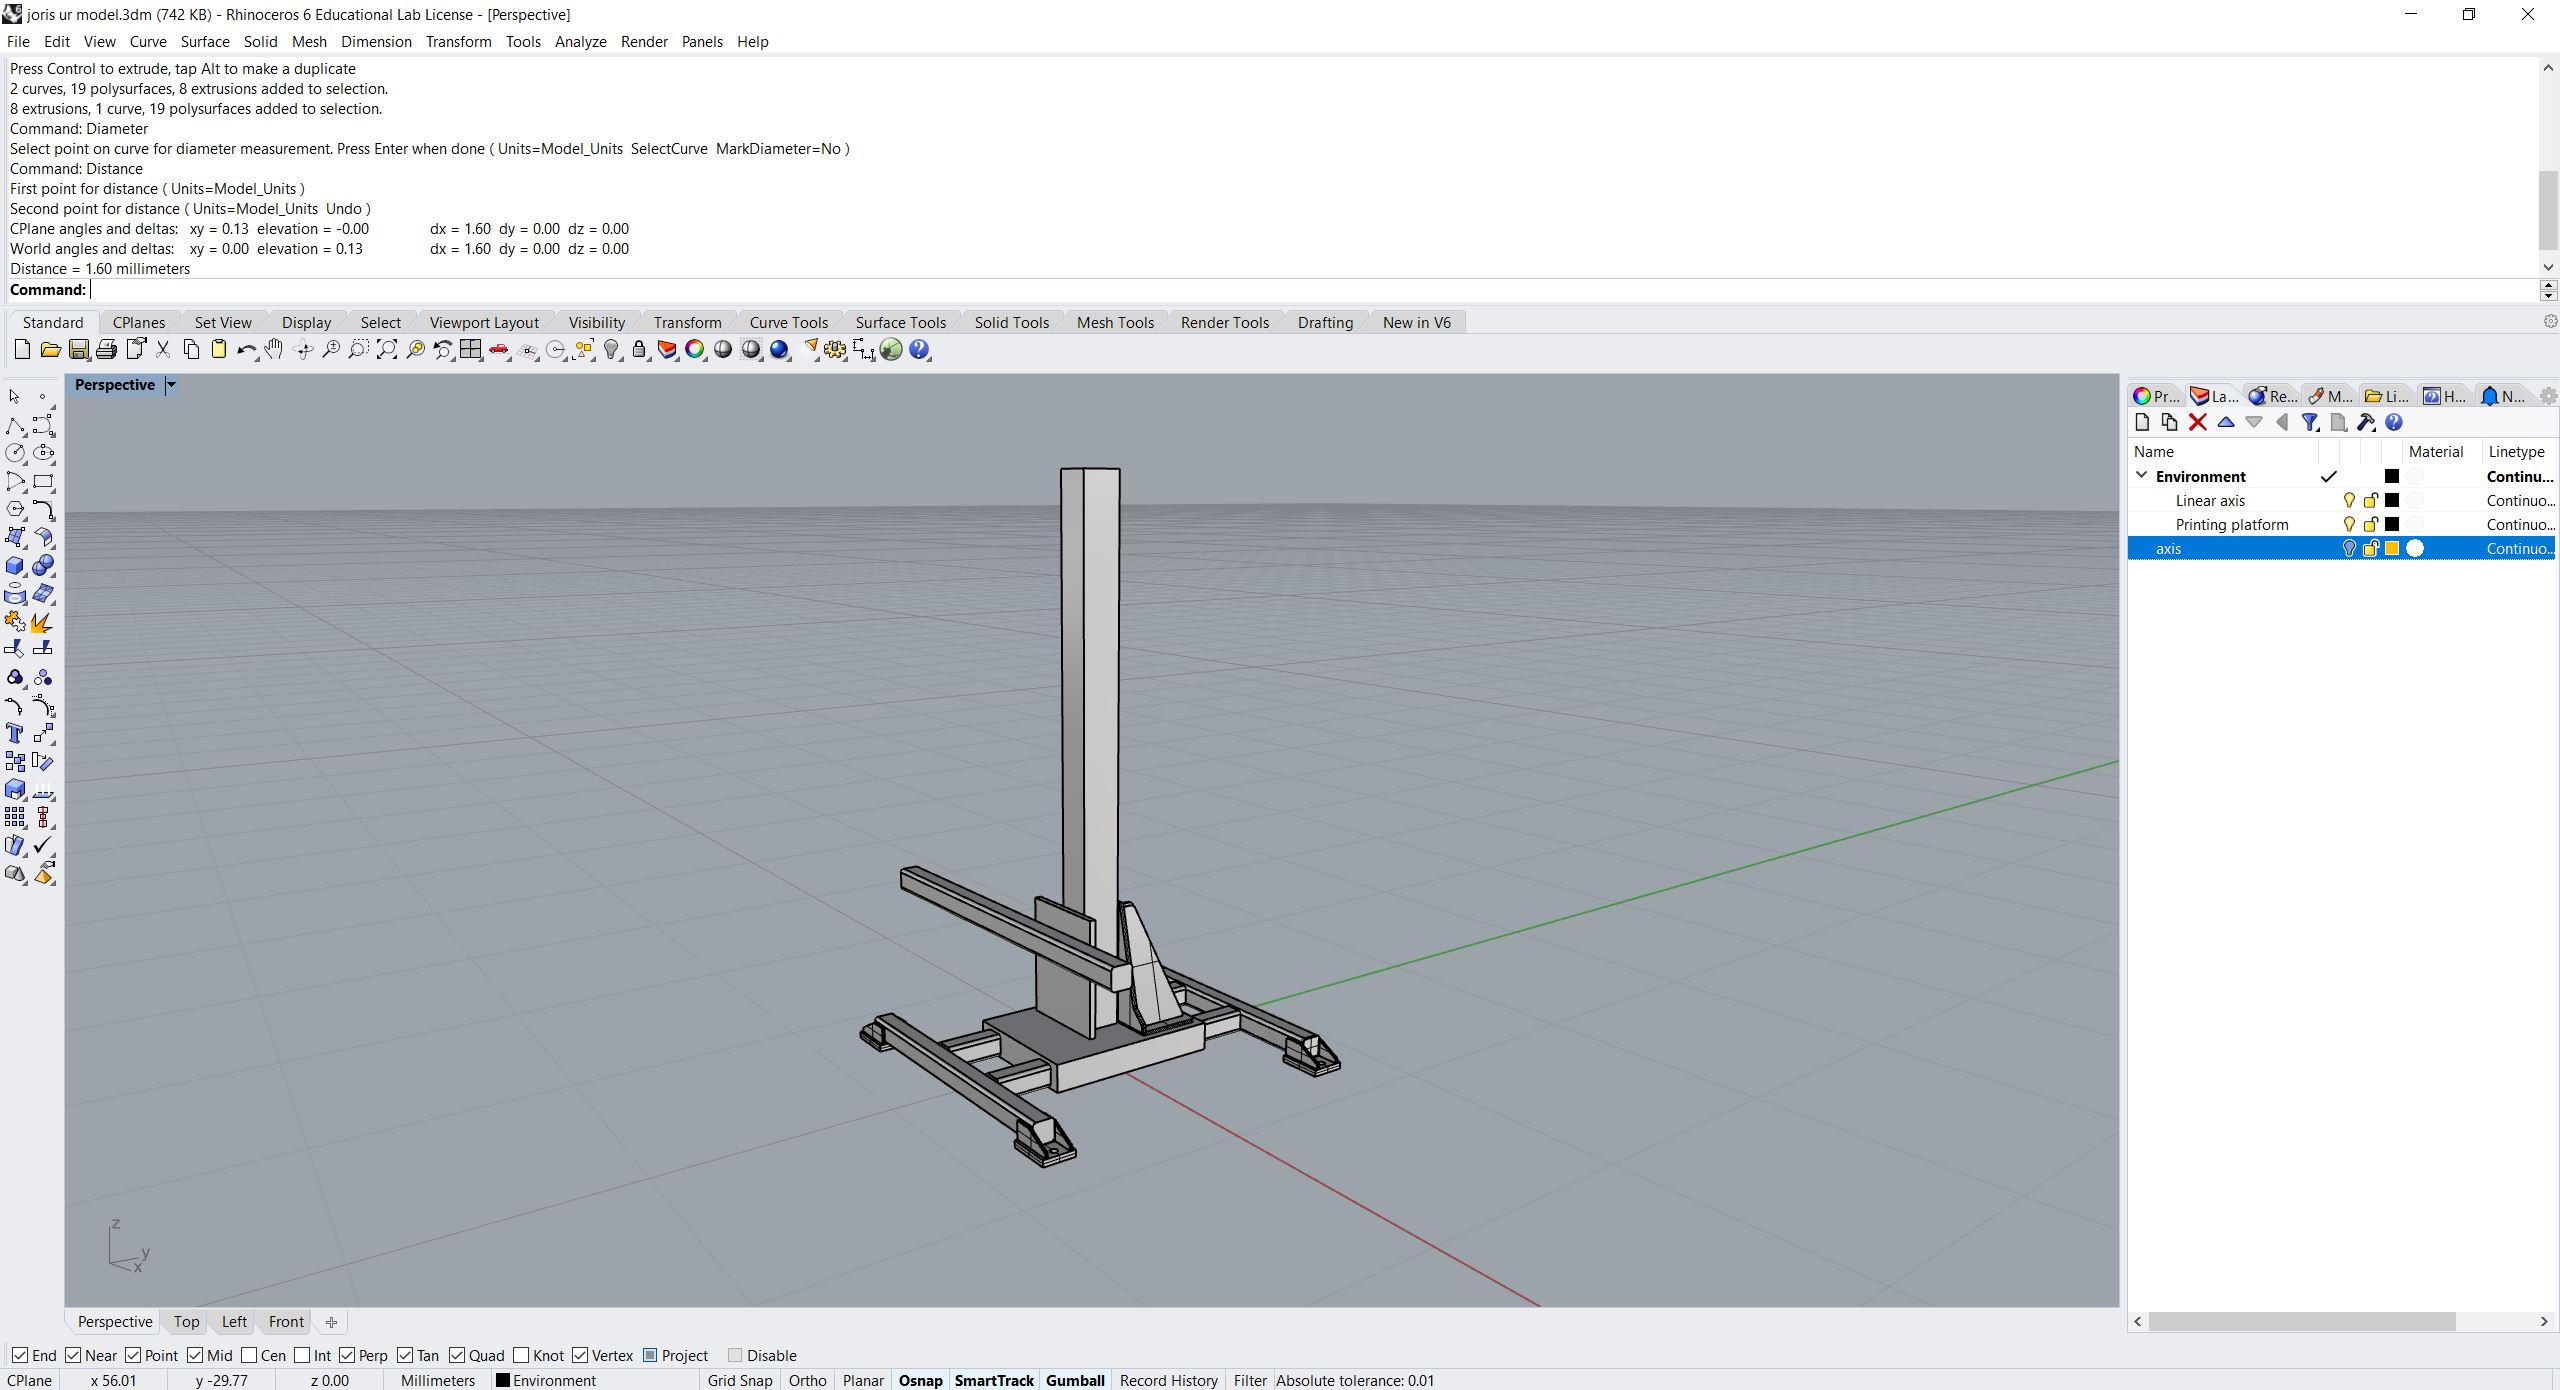 joris ur model.3dm (742 KB) - Rhinoceros 6 Educational Lab License - [Perspective]
File Edit View Curve Surface Solid Mesh Dimension Transform Tools Analyze Render Panels Help
Press Control to extrude, tap Alt to make a duplicate
2 curves, 19 polysurfaces, 8 extrusions added to selection.
8 extrusions, 1 curve, 19 polysurfaces added to selection.
Command: Diameter
Select point on curve for diameter measurement. Press Enter when done ( Units=Model_Units SelectCurve MarkDiameter=No )
Command: Distance
First point for distance ( Units=Model_Units )
Second point for distance ( Units=Model_Units Undo )
CPlane angles and deltas: xy = 0.13 elevation = -0.00 dx = 1.60 dy = 0.00 dz = 0.00
World angles and deltas: xy = 0.00 elevation = 0.13 dx = 1.60 dy = 0.00 dz = 0.00
Distance = 1.60 millimeters
Command:
Standard CPlanes Set View Display Select Viewport Layout Visibility Transform Curve Tools Surface Tools Solid Tools Mesh Tools Render Tools Drafting New in V6
Perspective
Pr... La... Re... M... Li... H... N...
Name Material Linetype
Environment Continu...
Linear axis Continuo...
Printing platform Continuo...
axis Continuo...
z
y
x
Perspective Top Left Front
End Near Point Mid Cen Int Perp Tan Quad Knot Vertex Project Disable
CPlane x 56.01 y -29.77 z 0.00 Millimeters Environment Grid Snap Ortho Planar Osnap SmartTrack Gumball Record History Filter Absolute tolerance: 0.01